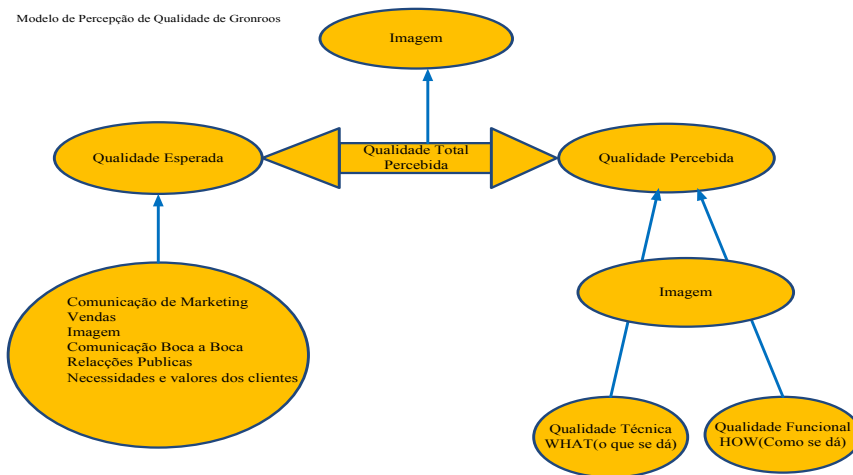 Modelo de Percepção de Qualidade de Gronroos
Imagem
Qualidade Esperada
Qualidade Total
Percebida
Qualidade Percebida
Comunicação de Marketing
Vendas
Imagem
Comunicação Boca a Boca
Relacções Publicas
Necessidades e valores dos clientes
Imagem
Qualidade Técnica
WHAT(o que se dá)
Qualidade Funcional
HOW(Como se dá)